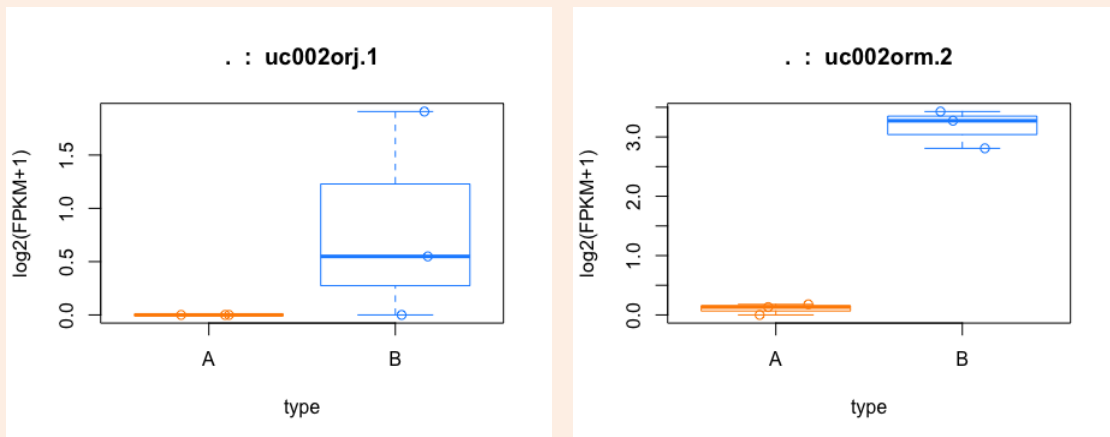 . : uc002orj.1
log2(FPKM+1)
1.5
1.0
0.5
0.0
A B
type
. : uc002orm.2
log2(FPKM+1)
3.0
2.0
1.0
0.0
A B
type